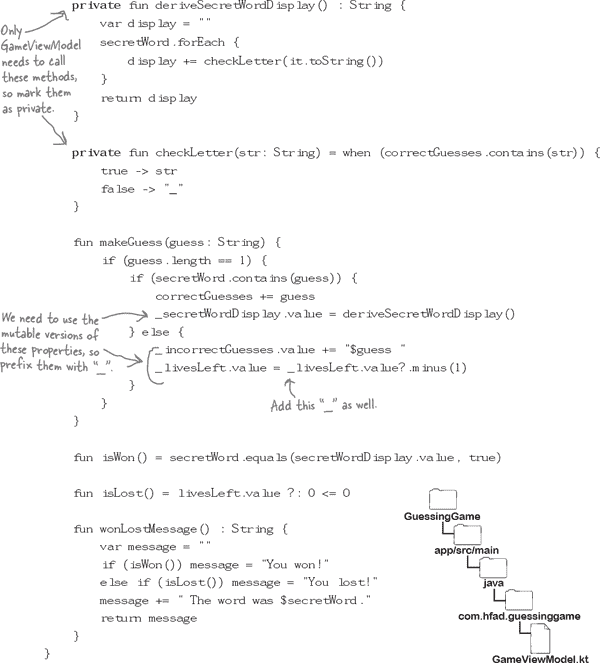 private fun deriveSecretWordDisplay() : String {
var display = ""
secretWord.forEach {
display += checkLetter(it.toString())
}
return display
}
Only
GameViewModel
needs to call
these methods,
so mark them
as private.
private fun checkLetter(str: String) = when (correctGuesses.contains(str)) {
true -> str
false -> "_"
}
fun makeGuess(guess: String) {
if (guess.length == 1) {
if (secretWord.contains(guess)) {
correctGuesses += guess
_secretWordDisplay.value = deriveSecretWordDisplay()
} else {
_incorrectGuesses.value += "$guess "
_livesLeft.value = _livesLeft.value?.minus(1)
}
}
}
We need to use the
mutable versions of
these properties, so
prefix them with "_".
Add this "_" as well.
fun isWon() = secretWord.equals(secretWordDisplay.value, true)
fun isLost() = livesLeft.value ?: 0 <= 0
fun wonLostMessage() : String {
var message = ""
if (isWon()) message = "You won!"
else if (isLost()) message = "You lost!"
message += " The word was $secretWord."
return message
}
}
GuessingGame
app/src/main
java
com.hfad.guessinggame
GameViewModel.kt